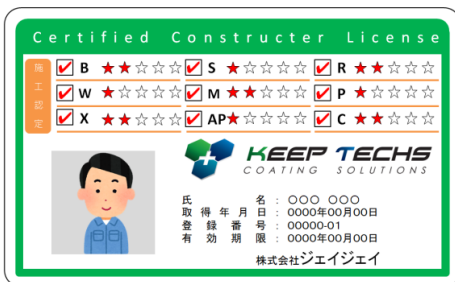 Certified Constructer License
施工認定
B ★★☆☆☆ S ★☆☆☆☆ R ★★☆☆☆
W ★☆☆☆☆ M ★★☆☆☆ P ★☆☆☆☆
X ★★☆☆☆ AP★☆☆☆☆ C ★★☆☆☆
KEEP TECHS
COATING SOLUTIONS
氏名 : 〇〇〇 〇〇〇
取得年月日 : 0000年00月00日
登録番号 : 00000-01
有効期限 : 0000年00月00日
株式会社ジェイジェイ